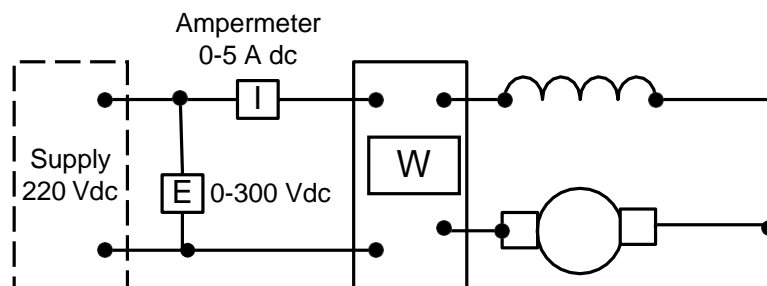 Ampermeter
0-5 A dc
I
Supply
220 Vdc
E
0-300 Vdc
W